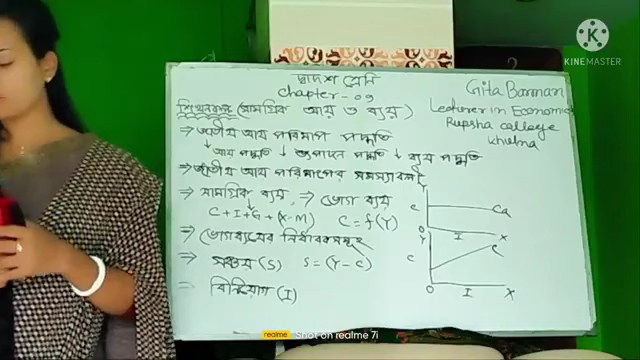 দ্বাদশ শ্রেণি
Chapter - 09
শিখনফল (সামগ্রিক আয় ও ব্যয়)
Gita Barman
Lecturer in Economics
Rupsha college
Khulna
⇒ জাতীয় আয় পরিমাপ পদ্ধতি
↓ আয় পদ্ধতি ↓ উৎপাদন পদ্ধতি ↓ ব্যয় পদ্ধতি
⇒ জাতীয় আয় পরিমাপের সমস্যাবলী
⇒ সামগ্রিক ব্যয় ⇒ ভোগ ব্যয়
C + I + G + (X - M) C = f(Y)
⇒ ভোগব্যয়ের নির্ধারকসমূহ
⇒ সঞ্চয় (S) S = (Y - C)
⇒ বিনিয়োগ (I)
Y
C
O I X
Y
C C
O I X
KINEMASTER
realme Shot on realme 7i